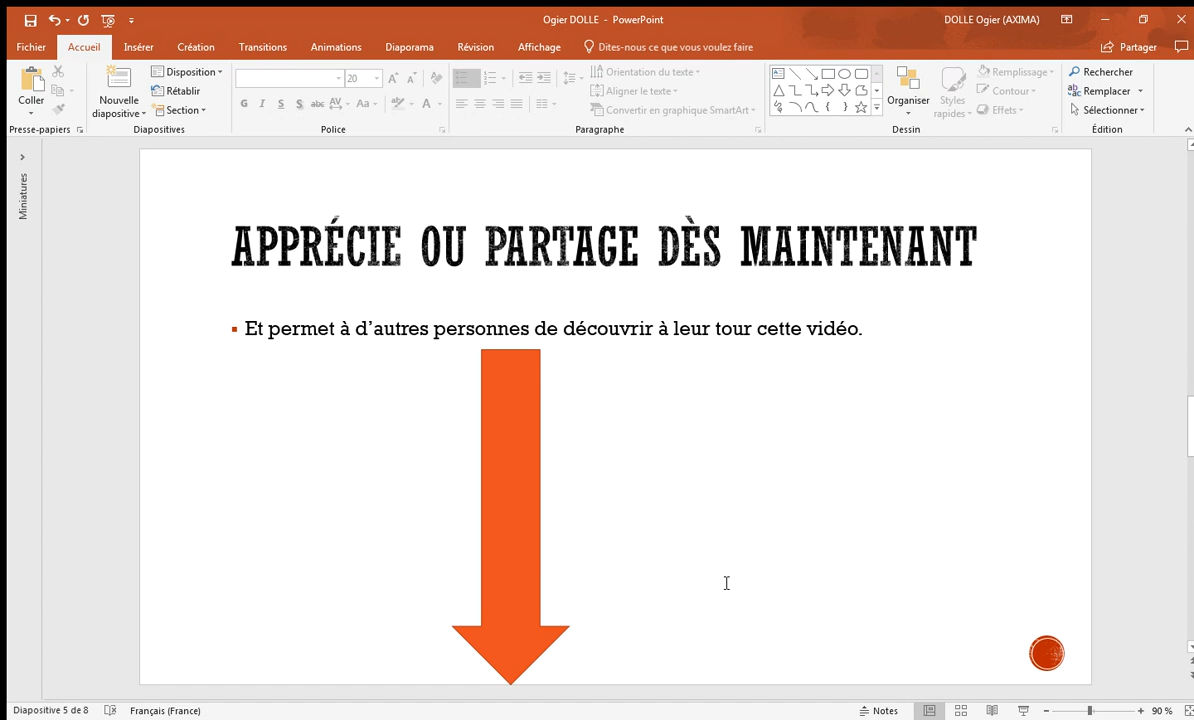 Ogier DOLLE - PowerPoint
DOLLE Ogier (AXIMA)
Fichier Accueil Insérer Création Transitions Animations Diaporama Révision Affichage Dites-nous ce que vous voulez faire Partager
Coller
Presse-papiers
Nouvelle
diapositive
Disposition
Rétablir
Section
Diapositives
20
G I S S abc AV Aa A
Police
Orientation du texte
Aligner le texte
Convertir en graphique SmartArt
Paragraphe
Organiser
Styles
rapides
Remplissage
Contour
Effets
Dessin
Rechercher
Remplacer
Sélectionner
Édition
Miniatures
APPRÉCIE OU PARTAGE DÈS MAINTENANT
Et permet à d’autres personnes de découvrir à leur tour cette vidéo.
Diapositive 5 de 8 Français (France) Notes 90 %